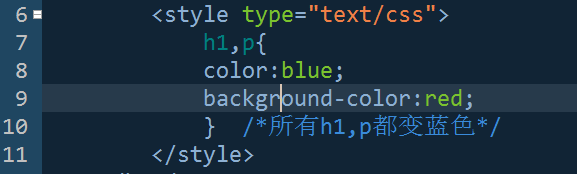 6 <style type="text/css">
7 h1,p{
8 color:blue;
9 background-color:red;
10 } /*所有h1,p都变蓝色*/
11 </style>